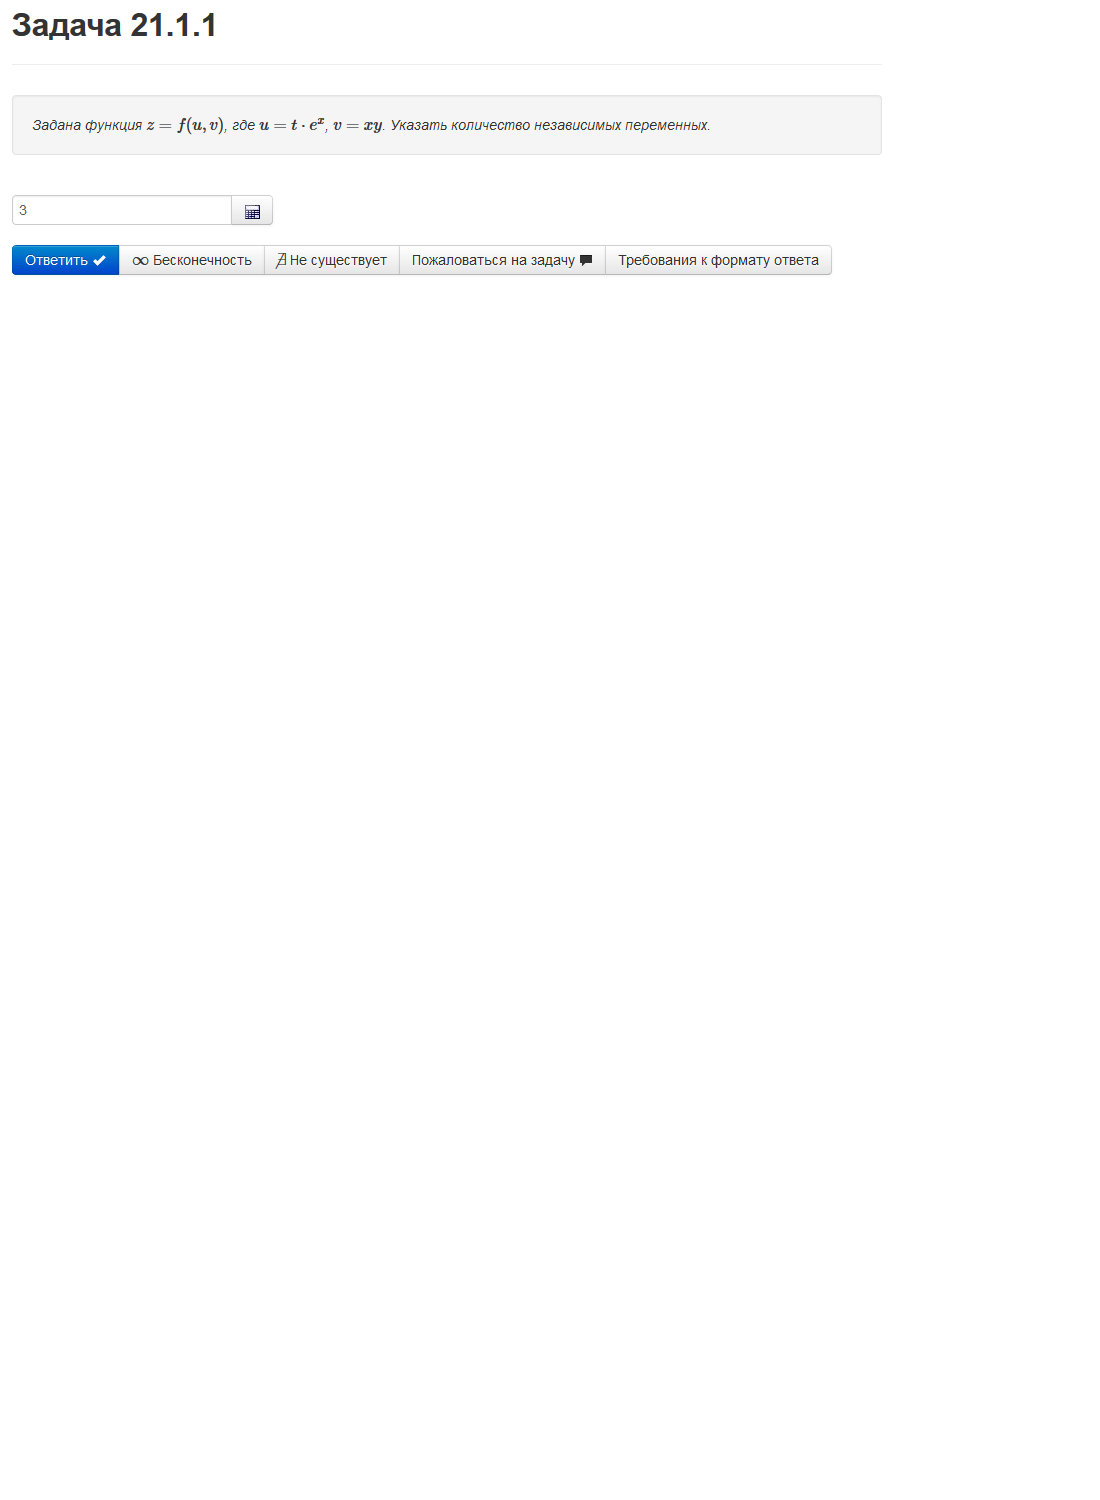 Задача 21.1.1
Задана функция z = f(u, v), где u = t · eˣ, v = xy. Указать количество независимых переменных.
3
Ответить ∞ Бесконечность ∄ Не существует Пожаловаться на задачу Требования к формату ответа